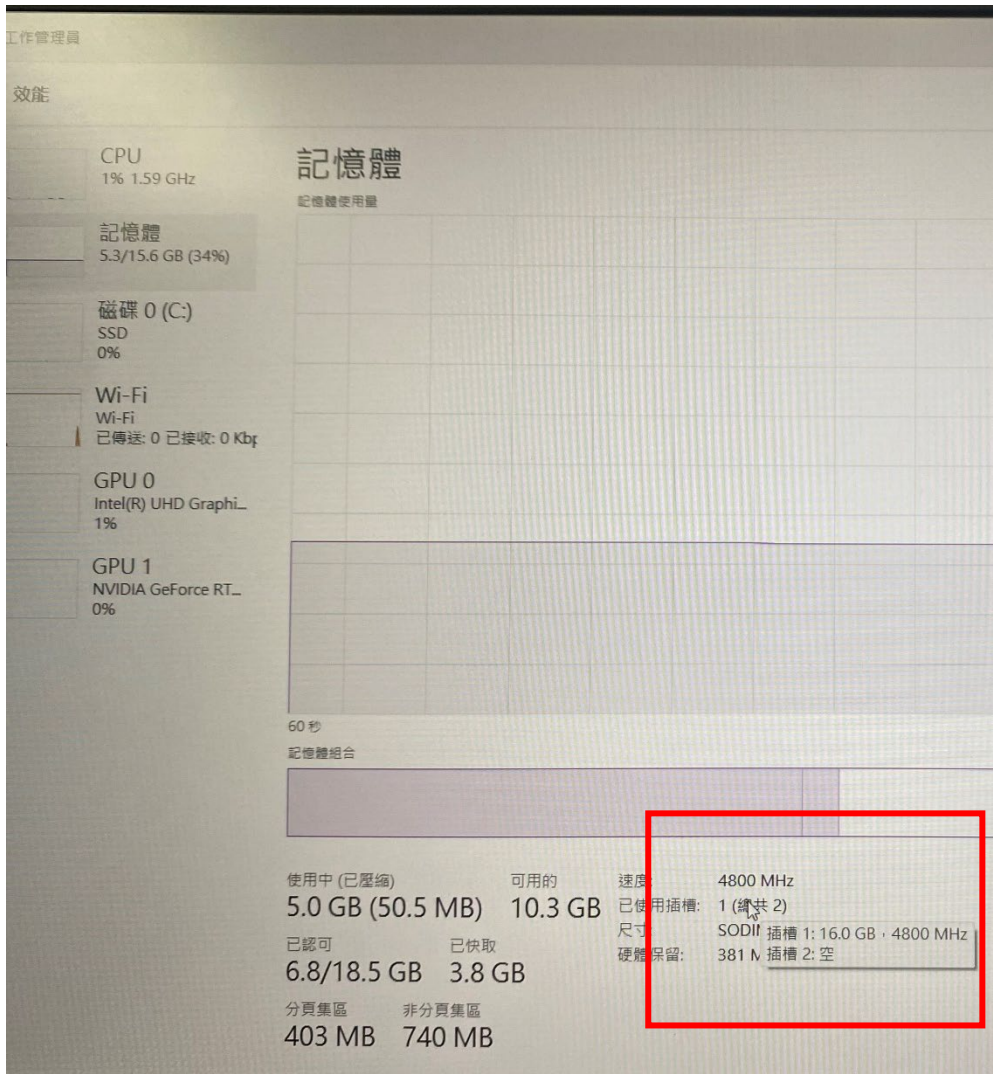 工作管理員
效能
CPU
1% 1.59 GHz
記憶體
5.3/15.6 GB (34%)
磁碟 0 (C:)
SSD
0%
Wi-Fi
Wi-Fi
已傳送: 0 已接收: 0 Kbp
GPU 0
Intel(R) UHD Graphi...
1%
GPU 1
NVIDIA GeForce RT...
0%
記憶體
記憶體使用量
60 秒
記憶體組合
使用中 (已壓縮)
5.0 GB (50.5 MB)
可用的
10.3 GB
已認可
6.8/18.5 GB
已快取
3.8 GB
分頁集區
403 MB
非分頁集區
740 MB
速度: 4800 MHz
已使用插槽: 1 (總共 2)
尺寸 SODI
硬體保留: 381 M
插槽 1: 16.0 GB，4800 MHz
插槽 2: 空